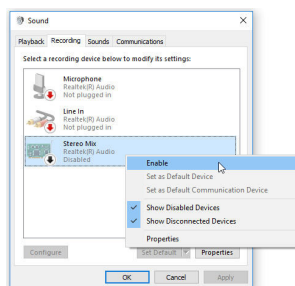 Sound
Playback Recording Sounds Communications
Select a recording device below to modify its settings:
Microphone
Realtek(R) Audio
Not plugged in
Line In
Realtek(R) Audio
Not plugged in
Stereo Mix
Realtek(R) Audio
Disabled
Enable
Set as Default Device
Set as Default Communication Device
Show Disabled Devices
Show Disconnected Devices
Properties
Configure Set Default Properties
OK Cancel Apply